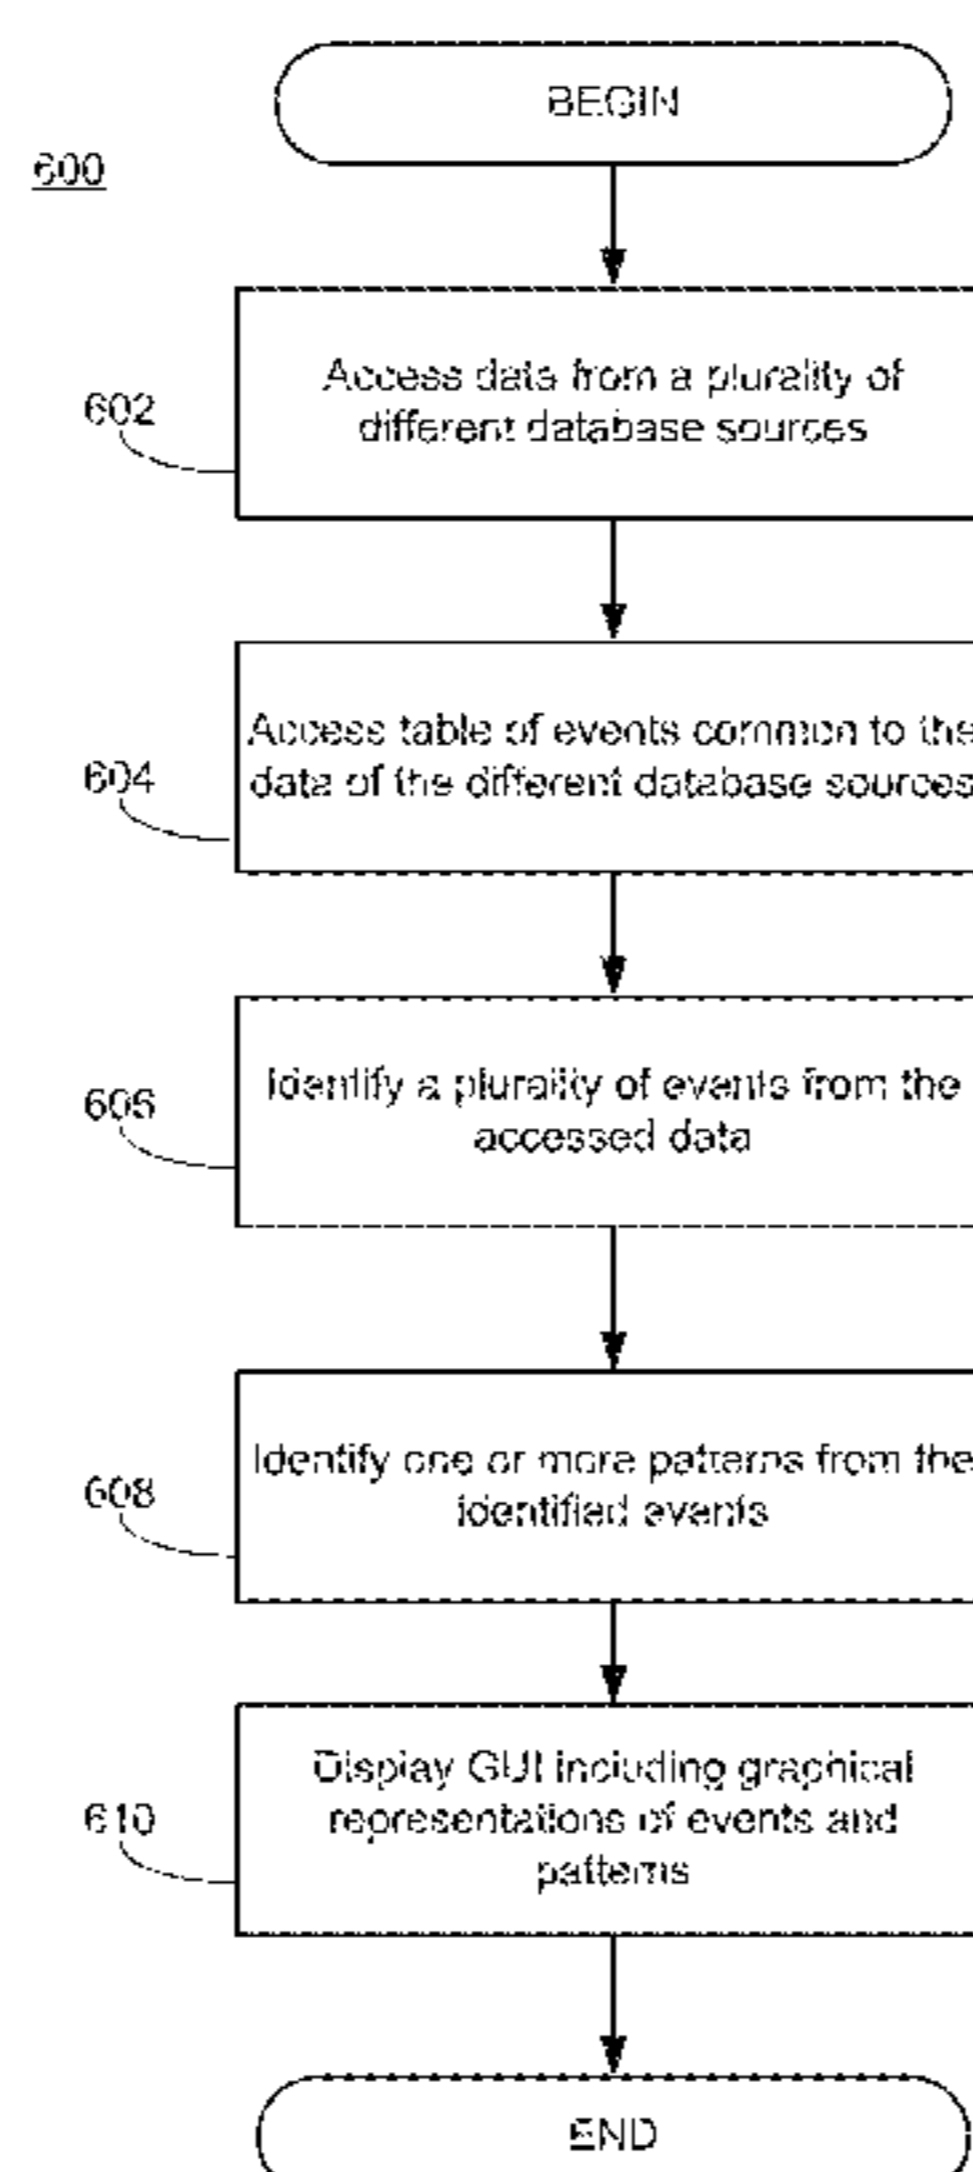 BEGIN
600
Access data from a plurality of
different database sources
602
Access table of events common to the
data of the different database sources
604
Identify a plurality of events from the
accessed data
606
Identify one or more patterns from the
identified events
608
Display GUI including graphical
representations of events and
patterns
610
END